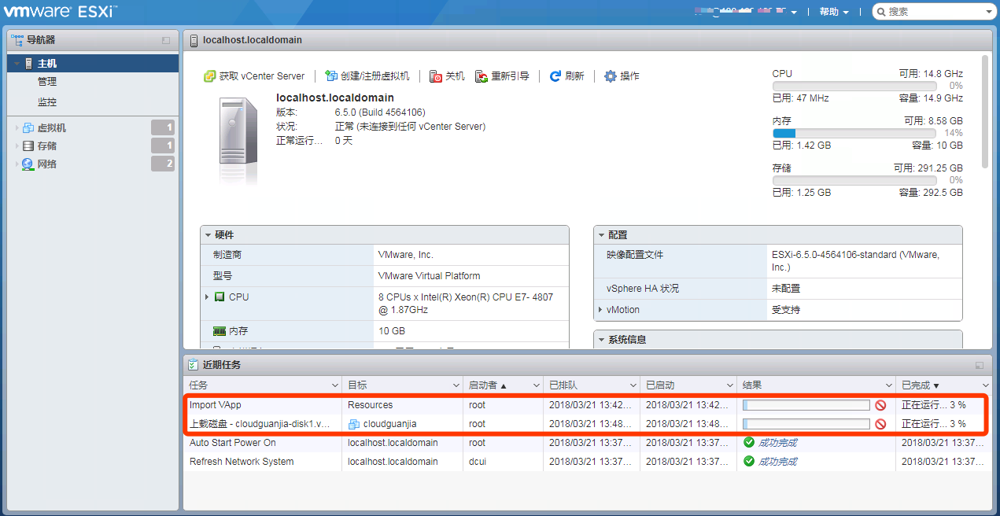 vmware ESXi™
帮助
搜索
导航器
主机
管理
监控
虚拟机 1
存储 1
网络 2
localhost.localdomain
获取 vCenter Server 创建/注册虚拟机 关机 重新引导 刷新 操作
localhost.localdomain
版本: 6.5.0 (Build 4564106)
状况: 正常 (未连接到任何 vCenter Server)
正常运行... 0 天
CPU 可用: 14.8 GHz
0%
已用: 47 MHz 容量: 14.9 GHz
内存 可用: 8.58 GB
14%
已用: 1.42 GB 容量: 10 GB
存储 可用: 291.25 GB
0%
已用: 1.25 GB 容量: 292.5 GB
硬件
制造商 VMware, Inc.
型号 VMware Virtual Platform
CPU 8 CPUs x Intel(R) Xeon(R) CPU E7- 4807
@ 1.87GHz
内存 10 GB
配置
映像配置文件 ESXi-6.5.0-4564106-standard (VMware,
Inc.)
vSphere HA 状况 未配置
vMotion 受支持
系统信息
近期任务
任务 目标 启动者 ▲ 已排队 已启动 结果 已完成 ▼
Import VApp Resources root 2018/03/21 13:42... 2018/03/21 13:42... 正在运行... 3 %
上载磁盘 - cloudguanjia-disk1.v... cloudguanjia root 2018/03/21 13:48... 2018/03/21 13:48... 正在运行... 3 %
Auto Start Power On localhost.localdomain root 2018/03/21 13:37... 2018/03/21 13:37... 成功完成 2018/03/21 13:37...
Refresh Network System localhost.localdomain dcui 2018/03/21 13:37... 2018/03/21 13:37... 成功完成 2018/03/21 13:37...